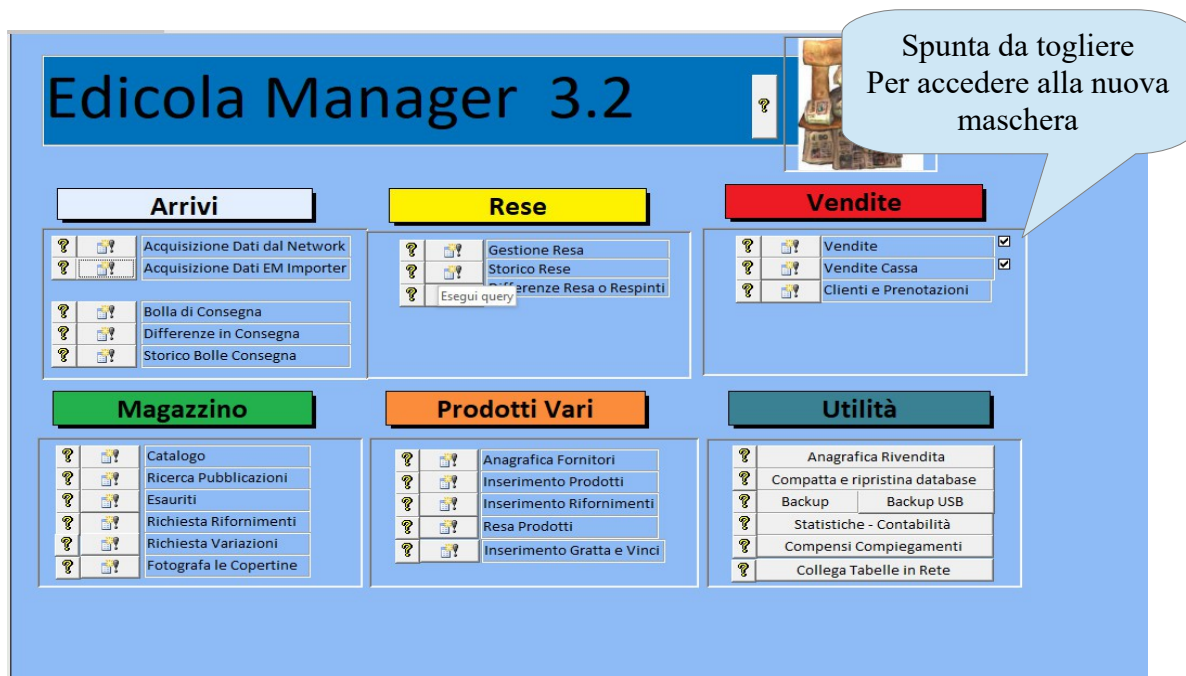 Spunta da togliere
Per accedere alla nuova
maschera
Edicola Manager 3.2
Arrivi
Acquisizione Dati dal Network
Acquisizione Dati EM Importer
Bolla di Consegna
Differenze in Consegna
Storico Bolle Consegna
Rese
Gestione Resa
Storico Rese
Differenze Resa o Respinti
Esegui query
Vendite
Vendite
Vendite Cassa
Clienti e Prenotazioni
Magazzino
Catalogo
Ricerca Pubblicazioni
Esauriti
Richiesta Rifornimenti
Richiesta Variazioni
Fotografa le Copertine
Prodotti Vari
Anagrafica Fornitori
Inserimento Prodotti
Inserimento Rifornimenti
Resa Prodotti
Inserimento Gratta e Vinci
Utilità
Anagrafica Rivendita
Compatta e ripristina database
Backup
Backup USB
Statistiche - Contabilità
Compensi Compiegamenti
Collega Tabelle in Rete